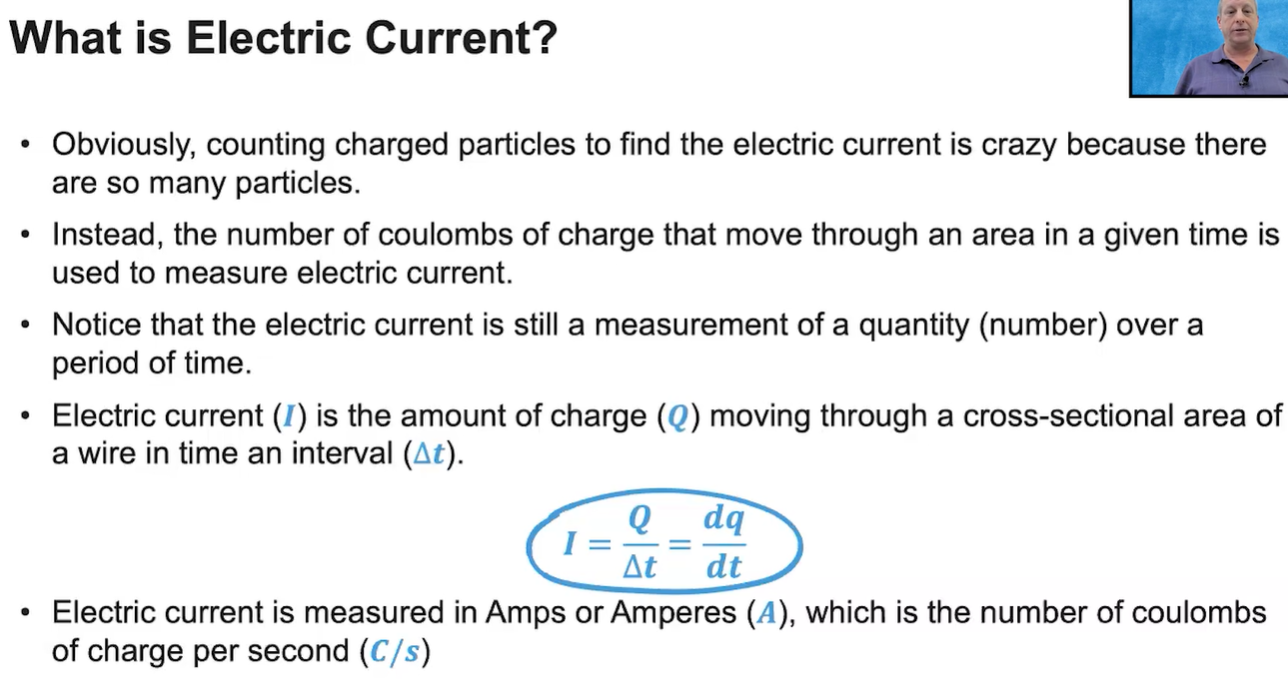 What is Electric Current?
• Obviously, counting charged particles to find the electric current is crazy because there
are so many particles.
• Instead, the number of coulombs of charge that move through an area in a given time is
used to measure electric current.
• Notice that the electric current is still a measurement of a quantity (number) over a
period of time.
• Electric current (I) is the amount of charge (Q) moving through a cross-sectional area of
a wire in time an interval (Δt).
I = Q/Δt = dq/dt
• Electric current is measured in Amps or Amperes (A), which is the number of coulombs
of charge per second (C/s)